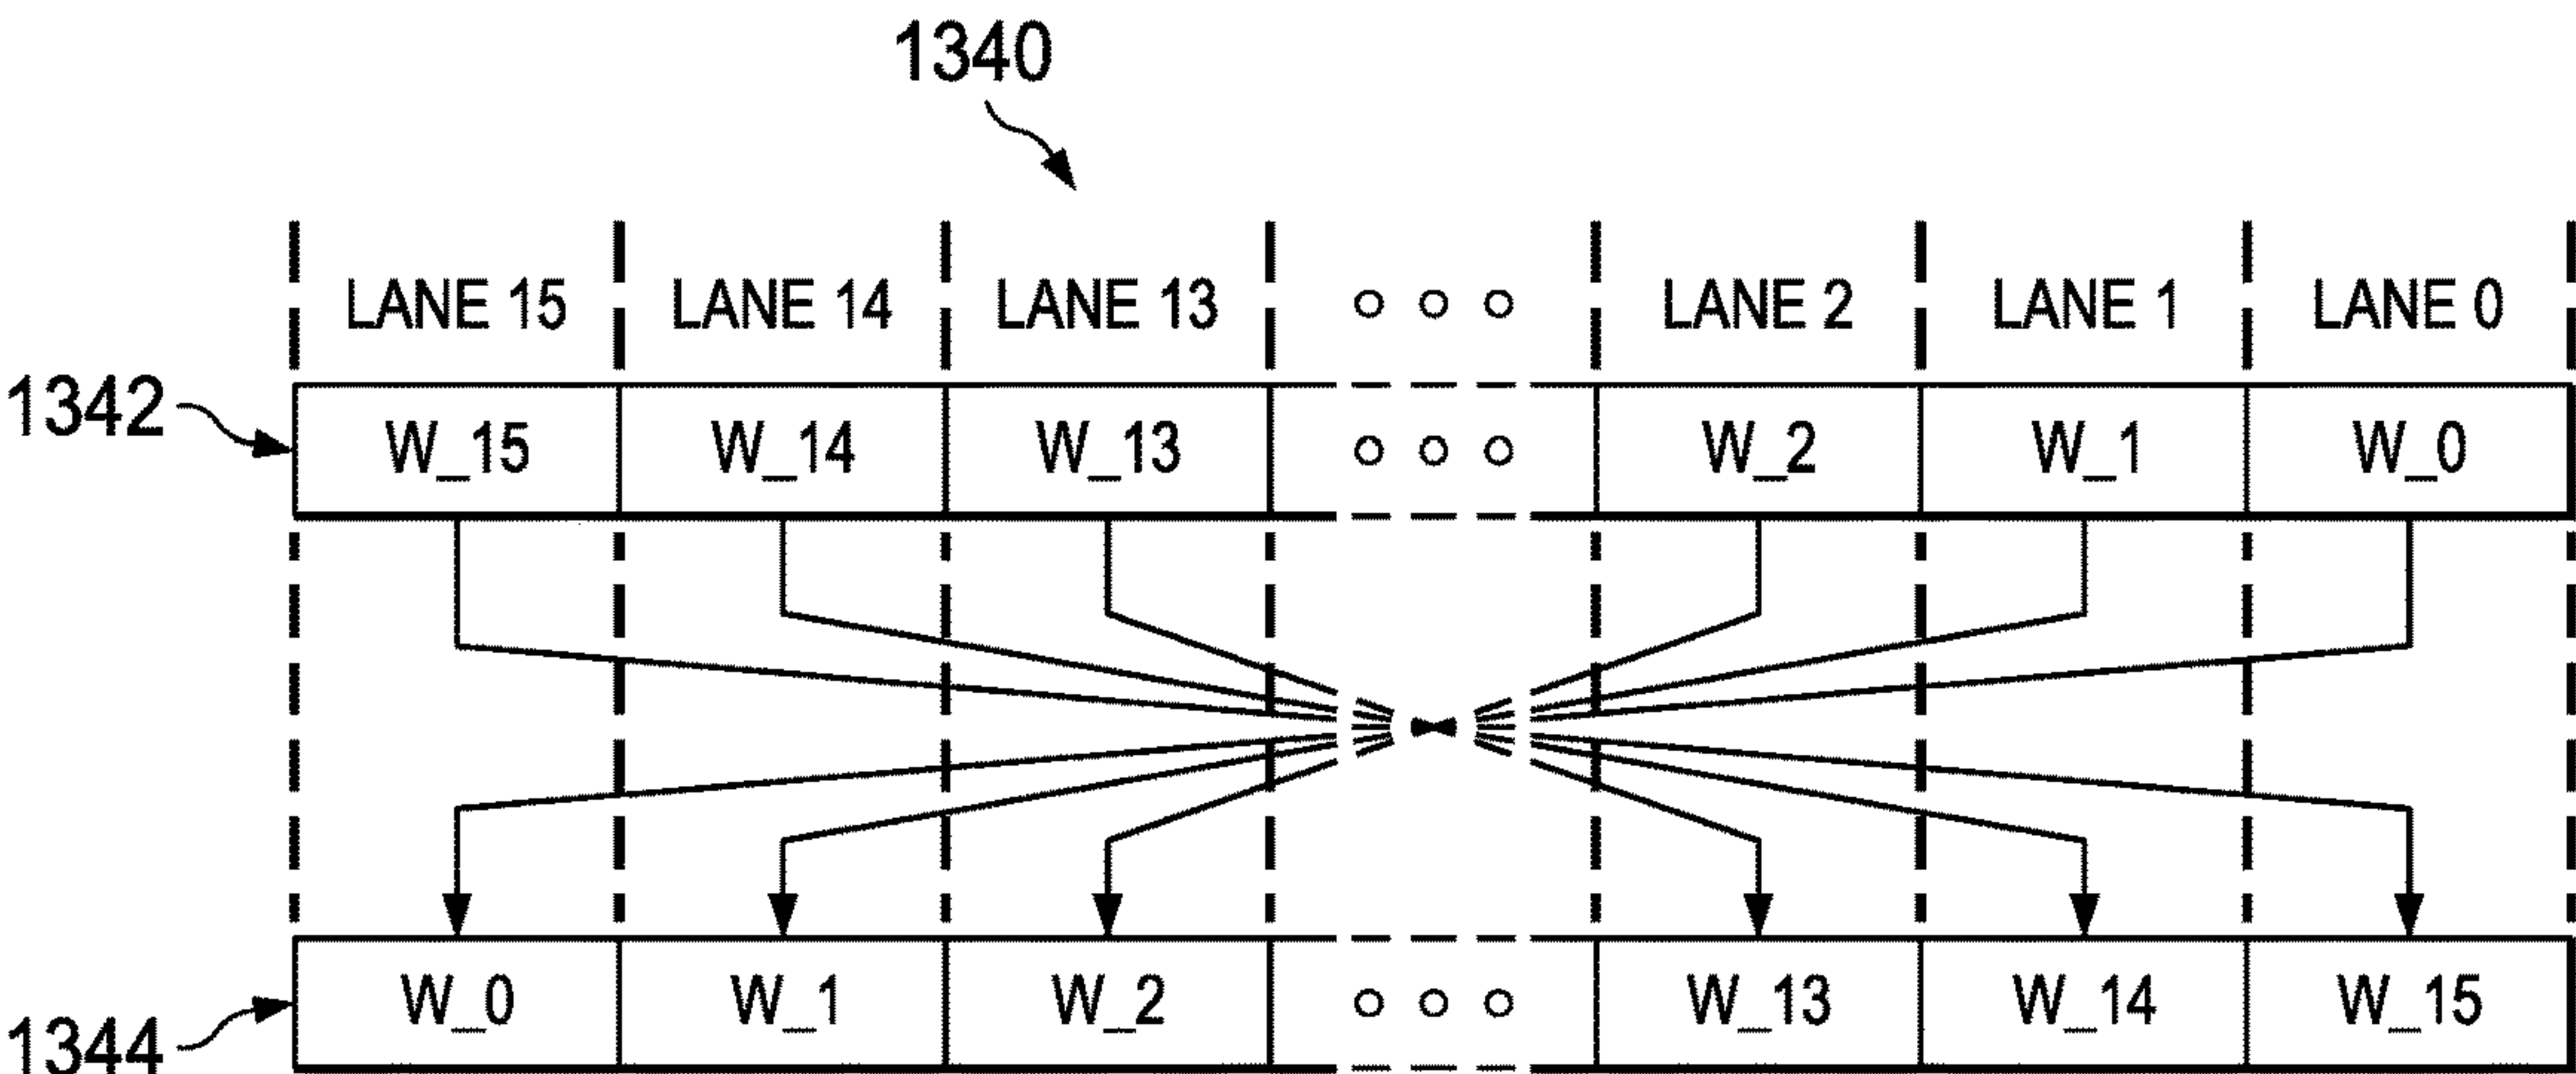 1340
LANE 15 LANE 14 LANE 13 ○ ○ ○ LANE 2 LANE 1 LANE 0
1342 W_15 W_14 W_13 ○ ○ ○ W_2 W_1 W_0
1344 W_0 W_1 W_2 ○ ○ ○ W_13 W_14 W_15